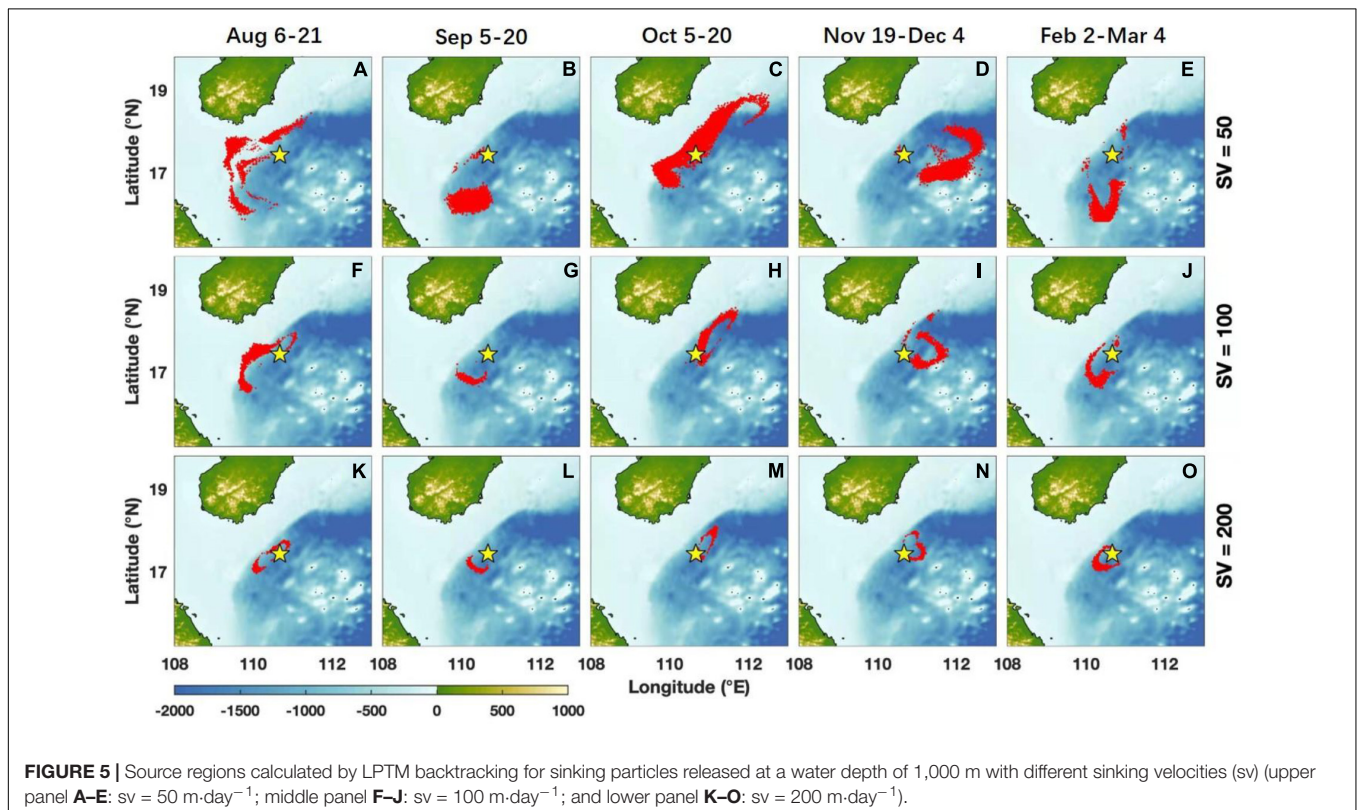 Aug 6-21 Sep 5-20 Oct 5-20 Nov 19-Dec 4 Feb 2-Mar 4
A B C D E
19
17
Latitude (°N)
SV = 50
F G H I J
19
17
Latitude (°N)
SV = 100
K L M N O
19
17
Latitude (°N)
SV = 200
108 110 112 108 110 112 108 110 112 108 110 112 108 110 112
Longitude (°E)
-2000 -1500 -1000 -500 0 500 1000
FIGURE 5 | Source regions calculated by LPTM backtracking for sinking particles released at a water depth of 1,000 m with different sinking velocities (sv) (upper
panel A–E: sv = 50 m·day⁻¹; middle panel F–J: sv = 100 m·day⁻¹; and lower panel K–O: sv = 200 m·day⁻¹).